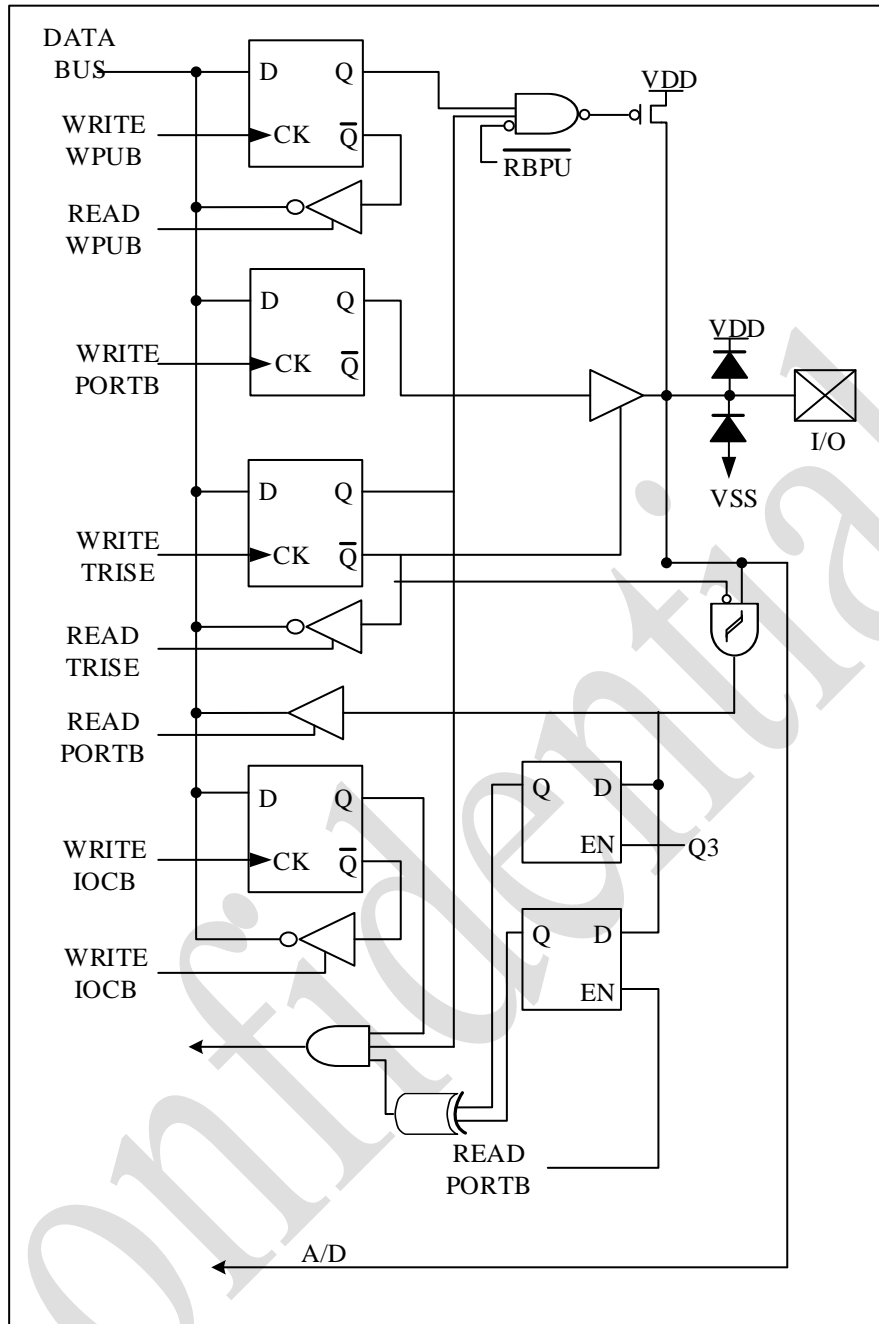 DATA
BUS
D
Q
WRITE
WPUB
CK
Q̅
VDD
R̅B̅P̅U̅
READ
WPUB
D
Q
WRITE
PORTB
CK
Q̅
VDD
I/O
VSS
D
Q
WRITE
TRISE
CK
Q̅
READ
TRISE
READ
PORTB
D
Q
WRITE
IOCB
CK
Q̅
Q
D
EN
Q3
WRITE
IOCB
Q
D
EN
READ
PORTB
A/D
onfidential